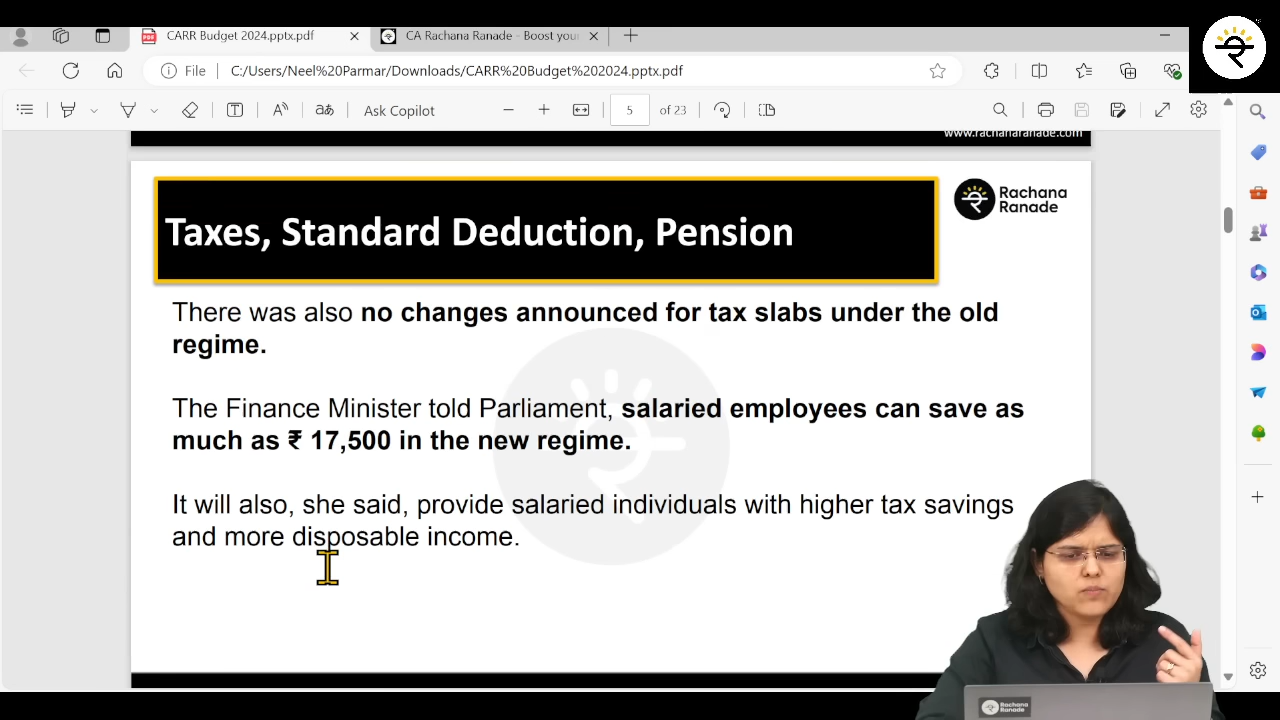 CARR Budget 2024.pptx.pdf
CA Rachana Ranade - Boost your
File
C:/Users/Neel%20Parmar/Downloads/CARR%20Budget%202024.pptx.pdf
Ask Copilot
5 of 23
www.rachanaranade.com
Taxes, Standard Deduction, Pension
Rachana
Ranade
There was also no changes announced for tax slabs under the old
regime.
The Finance Minister told Parliament, salaried employees can save as
much as ₹ 17,500 in the new regime.
It will also, she said, provide salaried individuals with higher tax savings
and more disposable income.
Rachana
Ranade